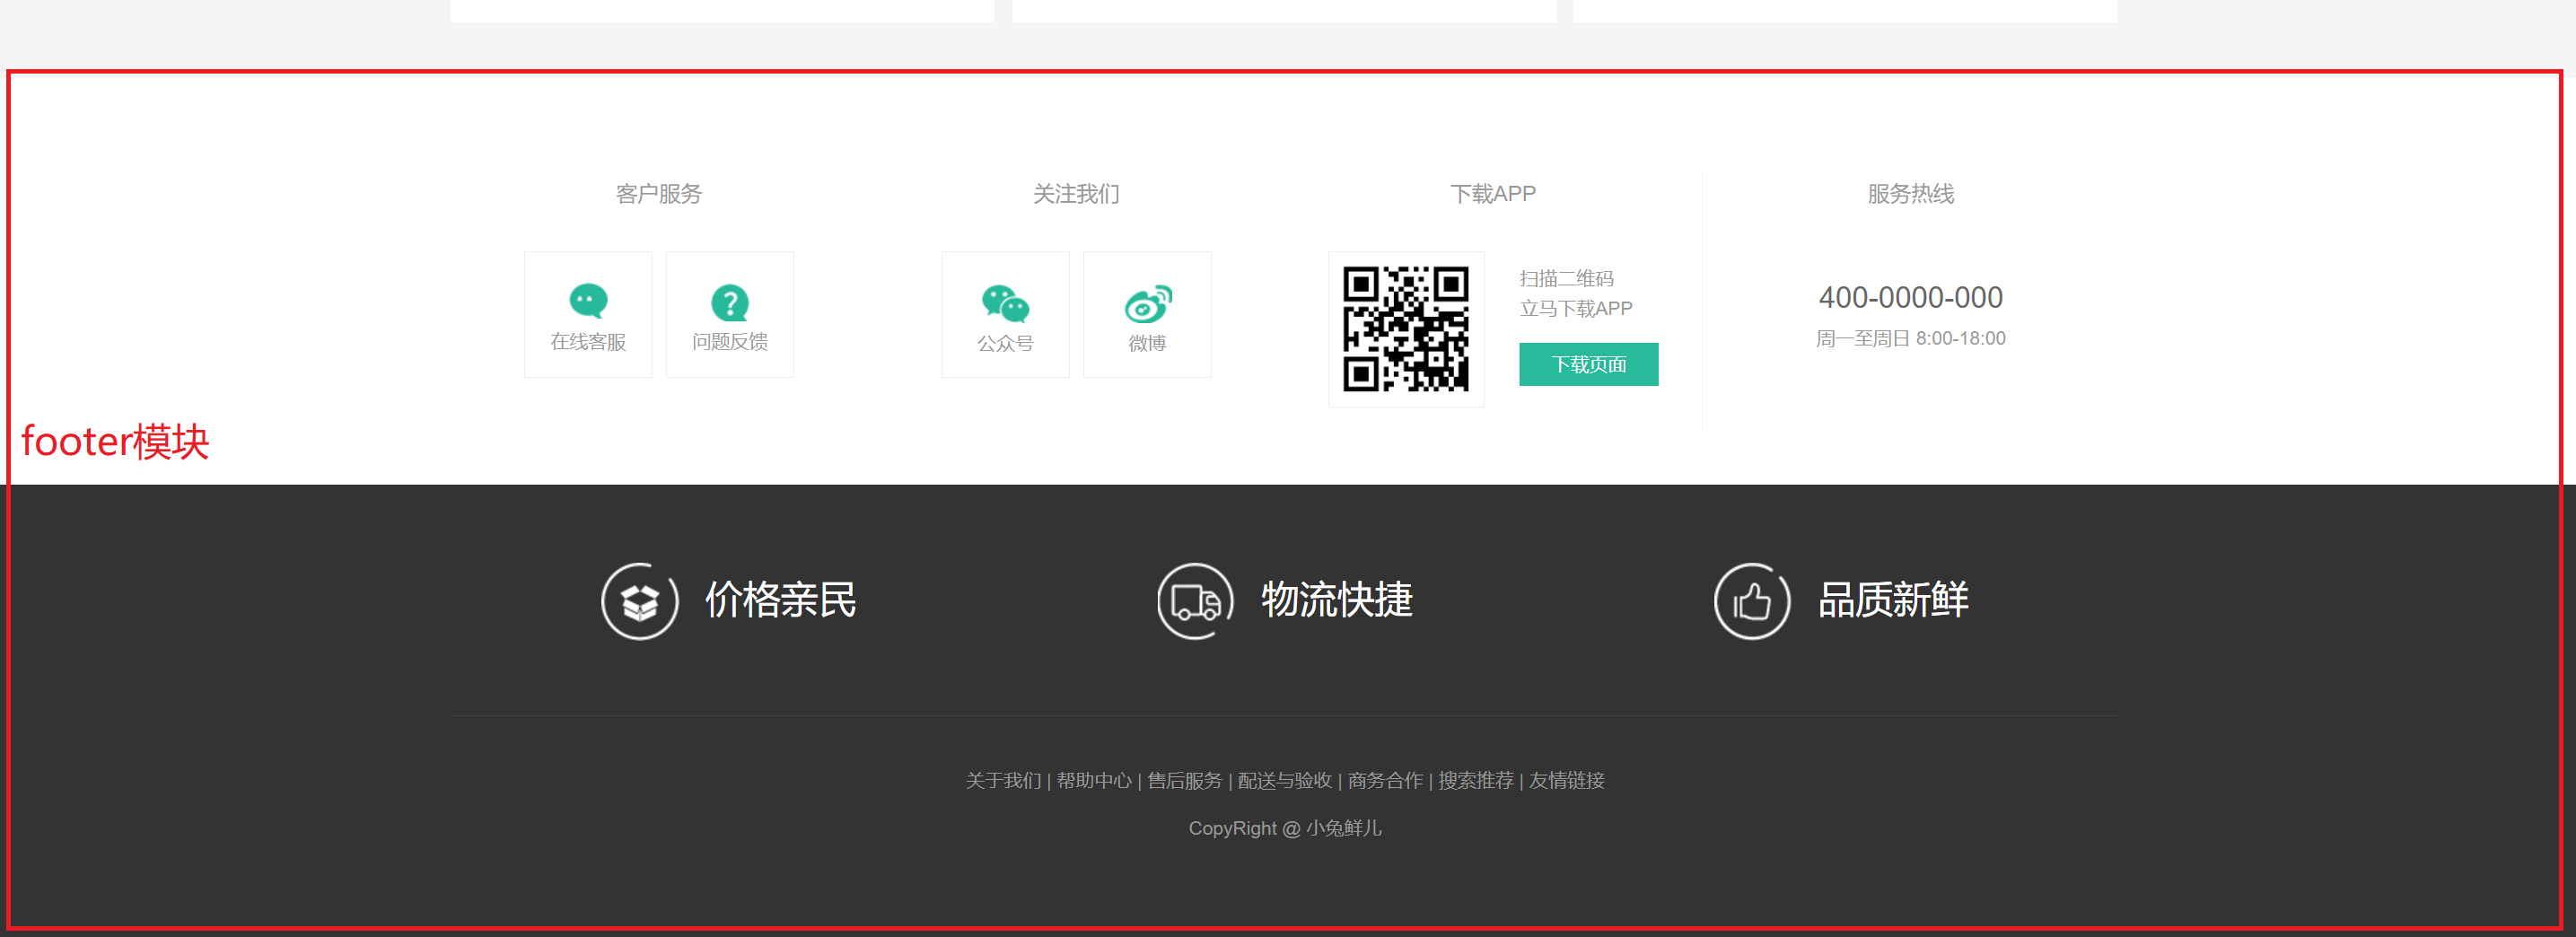 客户服务
关注我们
下载APP
服务热线
在线客服
问题反馈
公众号
微博
扫描二维码
立马下载APP
下载页面
400-0000-000
周一至周日 8:00-18:00
footer模块
价格亲民
物流快捷
品质新鲜
关于我们 | 帮助中心 | 售后服务 | 配送与验收 | 商务合作 | 搜索推荐 | 友情链接
CopyRight @ 小兔鲜儿